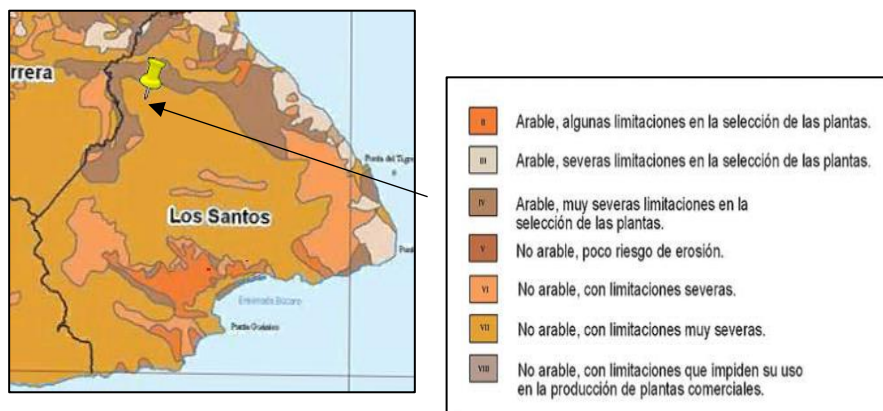 rrera
Punta del Tigre
Los Santos
Punt
Ensenada Búcaro
Punta Guánico
II Arable, algunas limitaciones en la selección de las plantas.
III Arable, severas limitaciones en la selección de las plantas.
IV Arable, muy severas limitaciones en la
selección de las plantas.
V No arable, poco riesgo de erosión.
VI No arable, con limitaciones severas.
VII No arable, con limitaciones muy severas.
VIII No arable, con limitaciones que impiden su uso
en la producción de plantas comerciales.